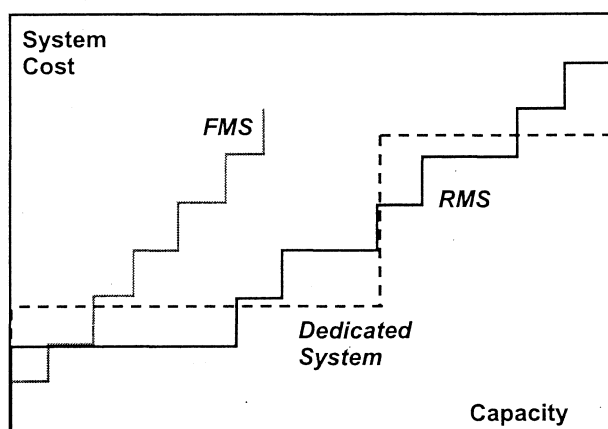 System
Cost
FMS
RMS
Dedicated
System
Capacity